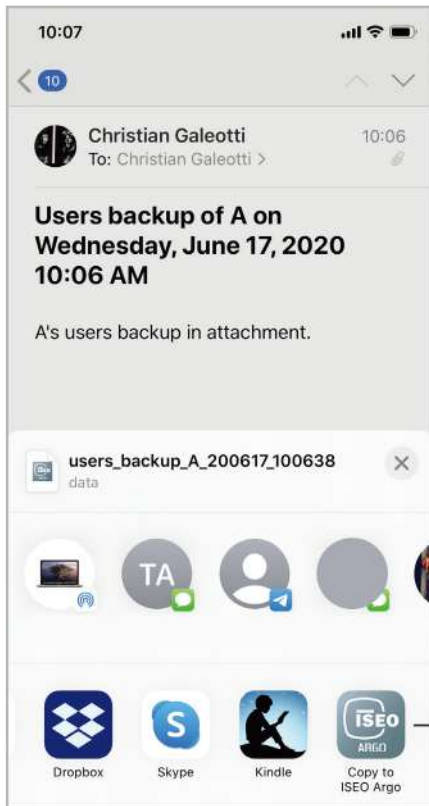 10:07
10
Christian Galeotti
10:06
To: Christian Galeotti >
Users backup of A on
Wednesday, June 17, 2020
10:06 AM
A's users backup in attachment.
users_backup_A_200617_100638
data
TA
S
ISEO
ARGO
Dropbox
Skype
Kindle
Copy to
ISEO Argo